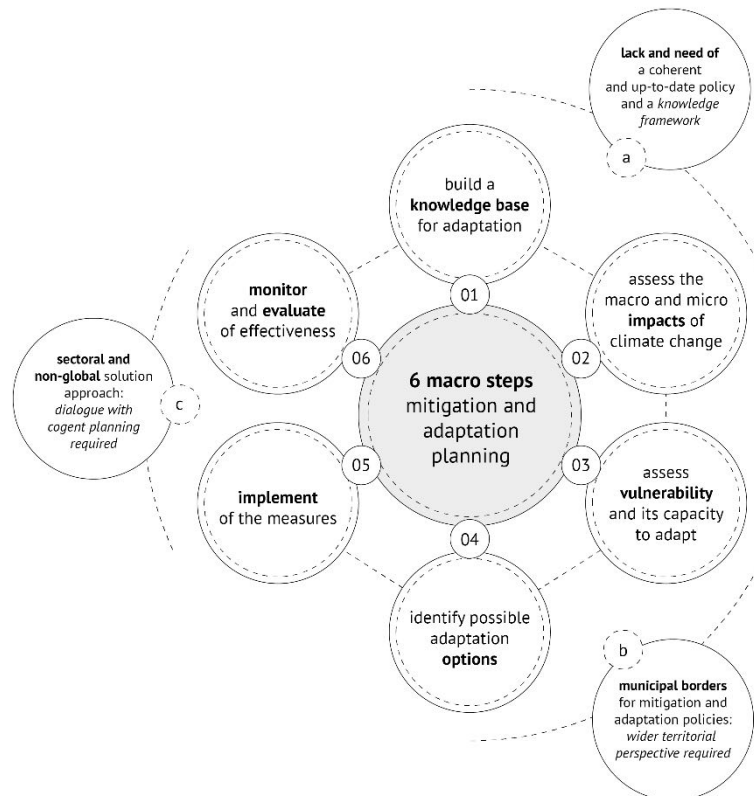 lack and need of
a coherent
and up-to-date policy
and a knowledge
framework
a
build a
knowledge base
for adaptation
01
monitor
and evaluate
of effectiveness
06
assess the
macro and micro
impacts of
climate change
02
sectoral and
non-global solution
approach:
dialogue with
cogent planning
required
c
6 macro steps
mitigation and
adaptation
planning
05
implement
of the measures
03
assess
vulnerability
and its capacity
to adapt
04
identify possible
adaptation
options
b
municipal borders
for mitigation and
adaptation policies:
wider territorial
perspective required